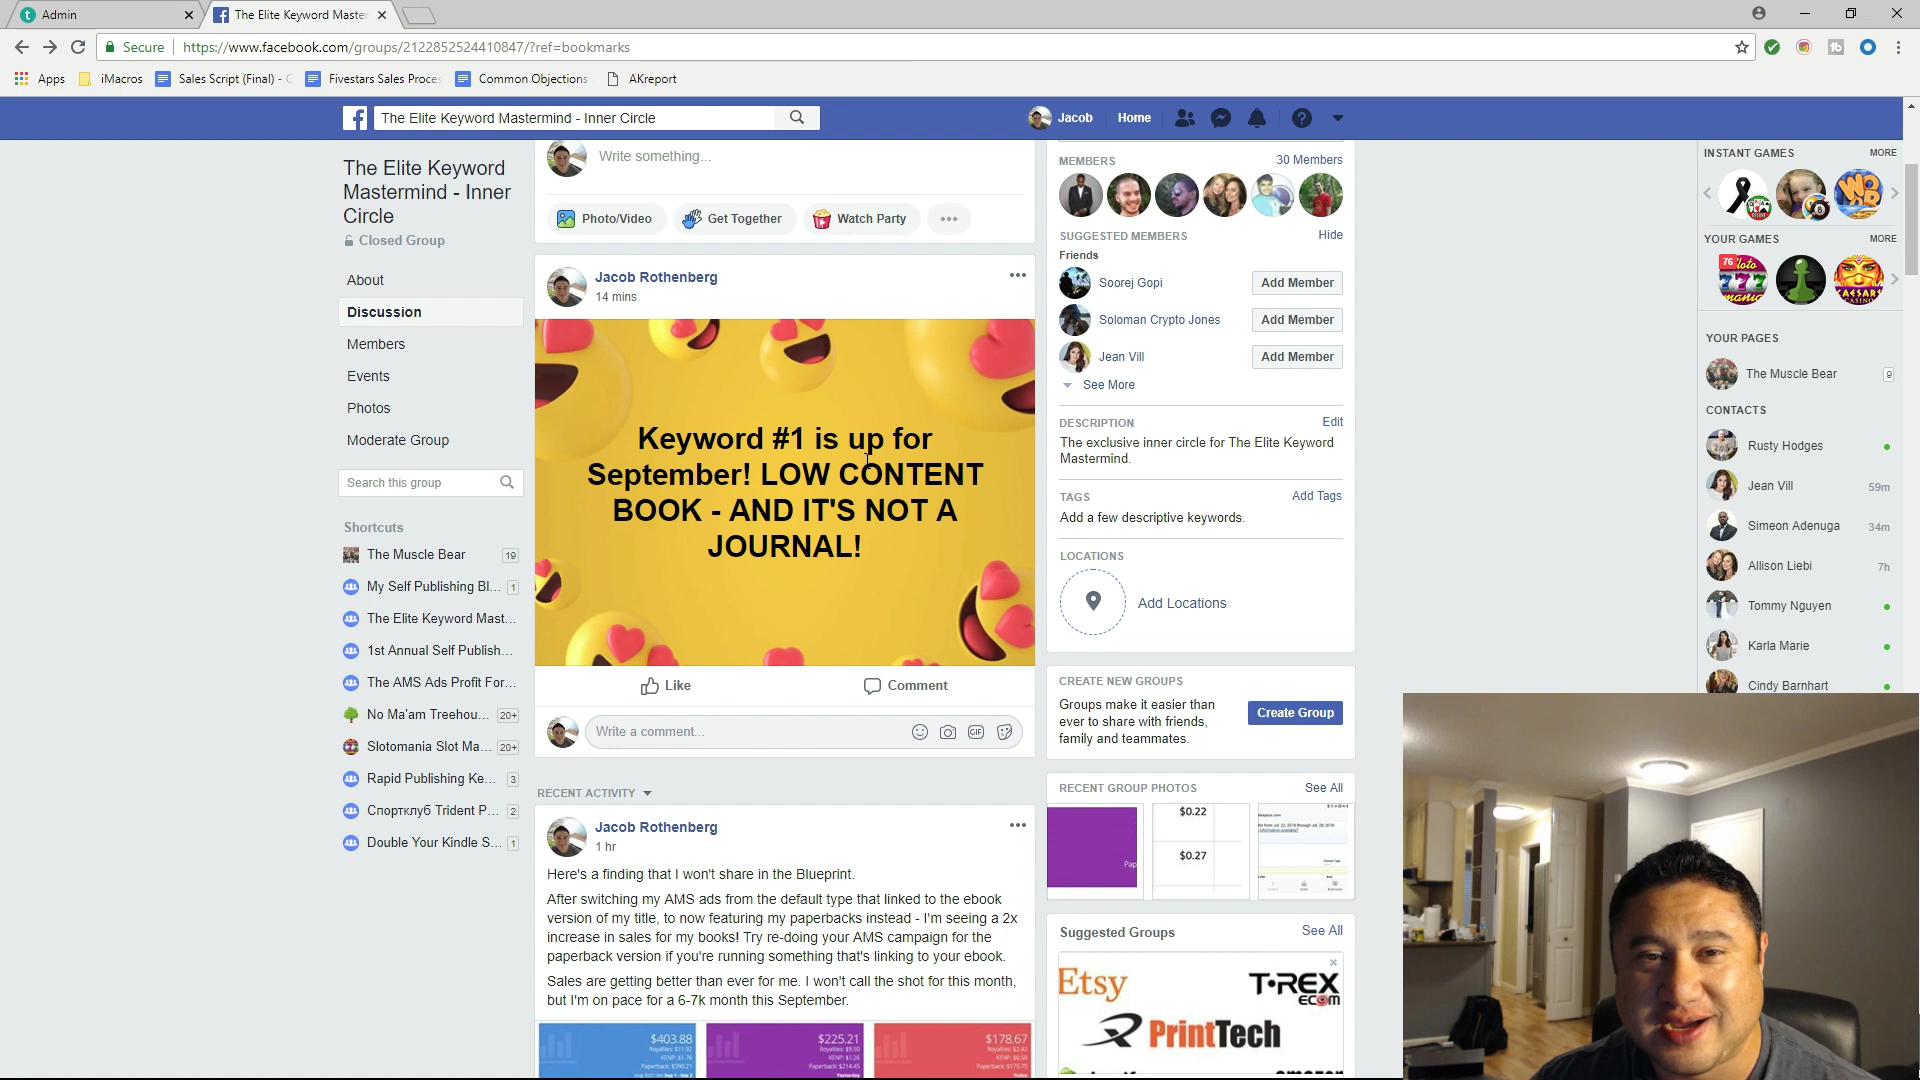 Admin
The Elite Keyword Master
Secure
https://www.facebook.com/groups/2122852524410847/?ref=bookmarks
Apps
iMacros
Sales Script (Final) -
Fivestars Sales Proces
Common Objections
AKreport
The Elite Keyword Mastermind - Inner Circle
Jacob
Home
The Elite Keyword
Mastermind - Inner
Circle
Closed Group
About
Discussion
Members
Events
Photos
Moderate Group
Search this group
Shortcuts
The Muscle Bear 19
My Self Publishing Bl... 1
The Elite Keyword Mast...
1st Annual Self Publish...
The AMS Ads Profit For...
No Ma'am Treehou... 20+
Slotomania Slot Ma... 20+
Rapid Publishing Ke... 3
Спортклуб Trident P... 2
Double Your Kindle S... 1
Write something...
Photo/Video
Get Together
Watch Party
Jacob Rothenberg
14 mins
Keyword #1 is up for
September! LOW CONTENT
BOOK - AND IT'S NOT A
JOURNAL!
Like
Comment
Write a comment...
GIF
RECENT ACTIVITY
Jacob Rothenberg
1 hr
Here's a finding that I won't share in the Blueprint.
After switching my AMS ads from the default type that linked to the ebook
version of my title, to now featuring my paperbacks instead - I'm seeing a 2x
increase in sales for my books! Try re-doing your AMS campaign for the
paperback version if you're running something that's linking to your ebook.
Sales are getting better than ever for me. I won't call the shot for this month,
but I'm on pace for a 6-7k month this September.
$403.88
$225.21
$178.67
MEMBERS
30 Members
SUGGESTED MEMBERS
Hide
Friends
Soorej Gopi
Add Member
Soloman Crypto Jones
Add Member
Jean Vill
Add Member
See More
DESCRIPTION
Edit
The exclusive inner circle for The Elite Keyword
Mastermind.
TAGS
Add Tags
Add a few descriptive keywords.
LOCATIONS
Add Locations
CREATE NEW GROUPS
Groups make it easier than
ever to share with friends,
family and teammates.
Create Group
RECENT GROUP PHOTOS
See All
Pap
$0.22
$0.27
Suggested Groups
See All
Etsy
T-REX
ECOM
PrintTech
INSTANT GAMES
MORE
YOUR GAMES
MORE
76
YOUR PAGES
The Muscle Bear 9
CONTACTS
Rusty Hodges
Jean Vill 59m
Simeon Adenuga 34m
Allison Liebi 7h
Tommy Nguyen
Karla Marie
Cindy Barnhart